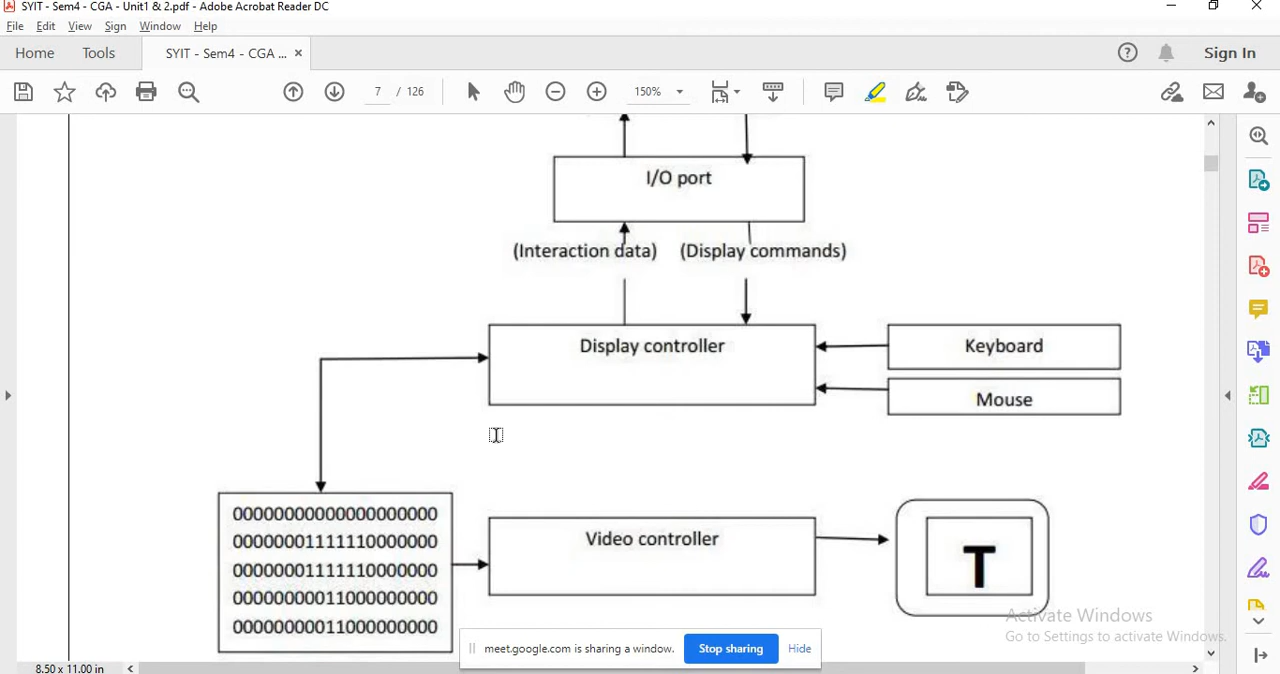 SYIT - Sem4 - CGA - Unit1 & 2.pdf - Adobe Acrobat Reader DC
File Edit View Sign Window Help
Home Tools SYIT - Sem4 - CGA ... × Sign In
7 / 126 150%
I/O port
(Interaction data) (Display commands)
Display controller
Keyboard
Mouse
00000000000000000000
00000001111110000000
00000001111110000000
00000000011000000000
00000000011000000000
Video controller
T
Activate Windows
Go to Settings to activate Windows.
meet.google.com is sharing a window. Stop sharing Hide
8.50 x 11.00 in